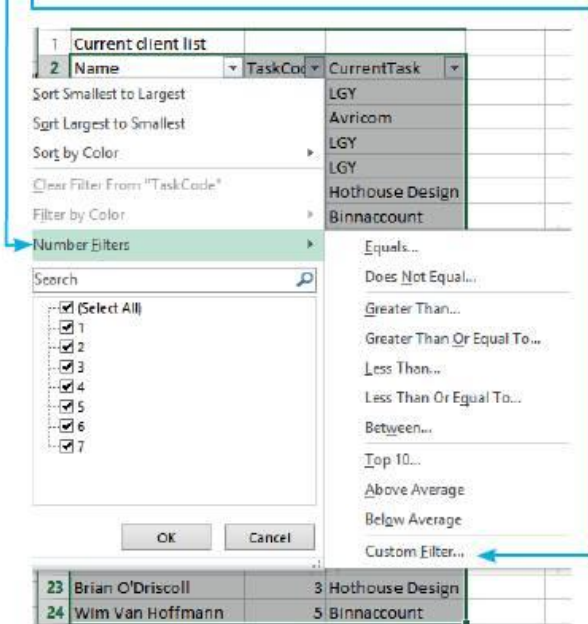 1 Current client list
2 Name TaskCod CurrentTask
Sort Smallest to Largest LGY
Sort Largest to Smallest Avricom
Sort by Color LGY
LGY
Clear Filter From "TaskCode" Hothouse Design
Filter by Color Binnaccount
Number Filters
Equals...
Search
Does Not Equal...
(Select All)
Greater Than...
1
2
Greater Than Or Equal To...
3
Less Than...
4
Less Than Or Equal To...
5
6
Between...
7
Top 10...
Above Average
Below Average
OK Cancel
Custom Filter...
23 Brian O'Driscoll 3 Hothouse Design
24 Wim Van Hoffmann 5 Binnaccount